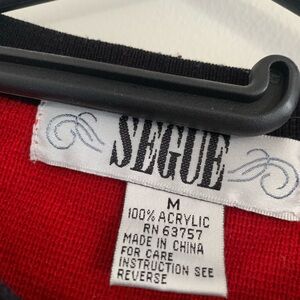 SEGUE
M
100% ACRYLIC
RN 63757
MADE IN CHINA
FOR CARE
INSTRUCTION SEE
REVERSE